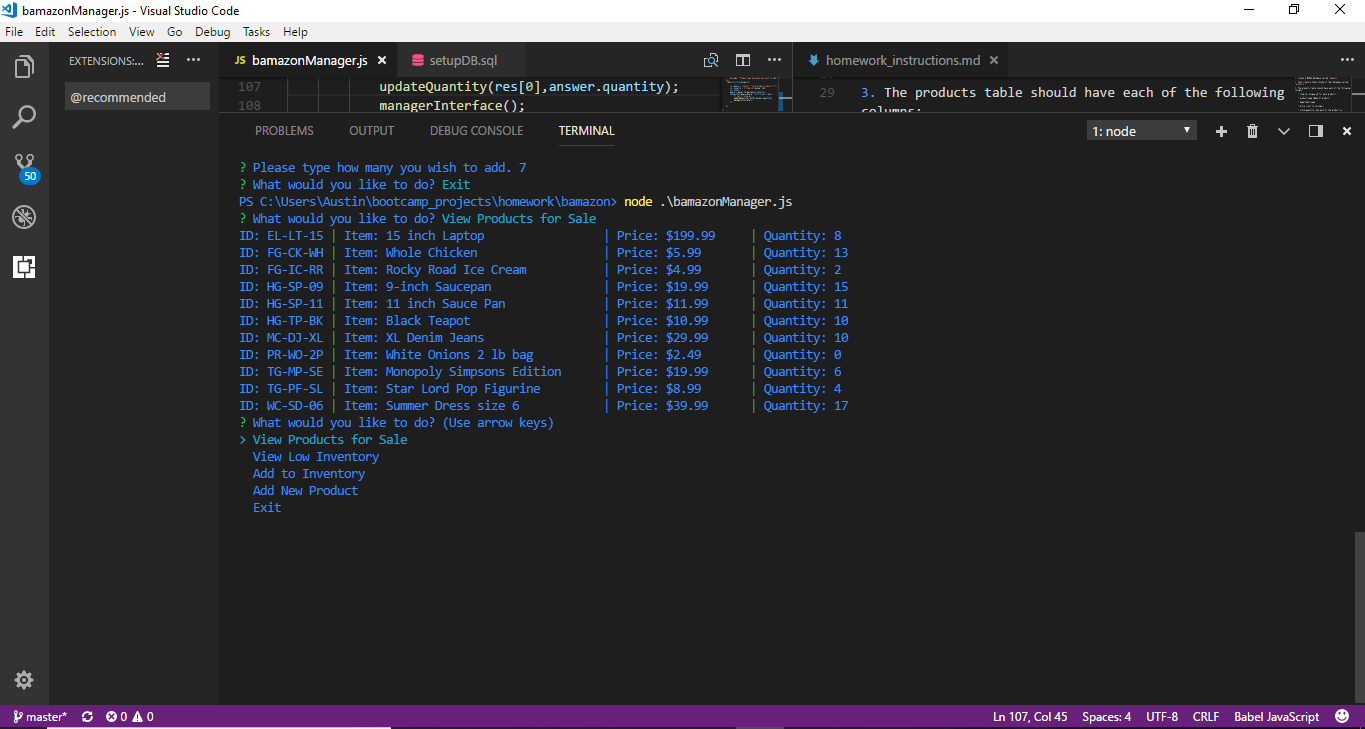 bamazonManager.js - Visual Studio Code
File Edit Selection View Go Debug Tasks Help
EXTENSIONS:...
@recommended
50
JS bamazonManager.js
setupDB.sql
homework_instructions.md
107 updateQuantity(res[0],answer.quantity);
108 managerInterface();
29 3. The products table should have each of the following
columns:
PROBLEMS OUTPUT DEBUG CONSOLE TERMINAL 1: node
? Please type how many you wish to add. 7
? What would you like to do? Exit
PS C:\Users\Austin\bootcamp_projects\homework\bamazon> node .\bamazonManager.js
? What would you like to do? View Products for Sale
ID: EL-LT-15 | Item: 15 inch Laptop | Price: $199.99 | Quantity: 8
ID: FG-CK-WH | Item: Whole Chicken | Price: $5.99 | Quantity: 13
ID: FG-IC-RR | Item: Rocky Road Ice Cream | Price: $4.99 | Quantity: 2
ID: HG-SP-09 | Item: 9-inch Saucepan | Price: $19.99 | Quantity: 15
ID: HG-SP-11 | Item: 11 inch Sauce Pan | Price: $11.99 | Quantity: 11
ID: HG-TP-BK | Item: Black Teapot | Price: $10.99 | Quantity: 10
ID: MC-DJ-XL | Item: XL Denim Jeans | Price: $29.99 | Quantity: 10
ID: PR-WO-2P | Item: White Onions 2 lb bag | Price: $2.49 | Quantity: 0
ID: TG-MP-SE | Item: Monopoly Simpsons Edition | Price: $19.99 | Quantity: 6
ID: TG-PF-SL | Item: Star Lord Pop Figurine | Price: $8.99 | Quantity: 4
ID: WC-SD-06 | Item: Summer Dress size 6 | Price: $39.99 | Quantity: 17
? What would you like to do? (Use arrow keys)
> View Products for Sale
View Low Inventory
Add to Inventory
Add New Product
Exit
master* 0 0 Ln 107, Col 45 Spaces: 4 UTF-8 CRLF Babel JavaScript